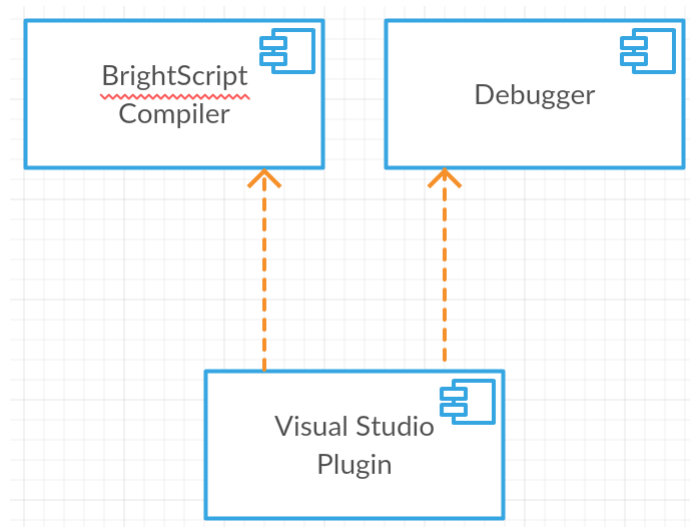 BrightScript
Compiler
Debugger
Visual Studio
Plugin